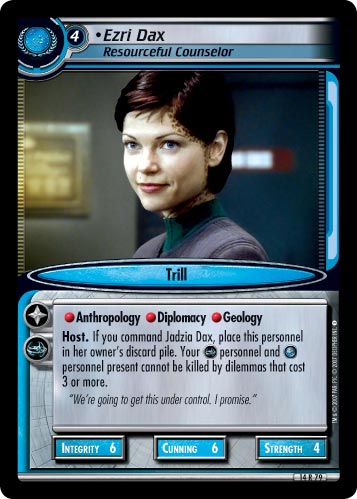 4
•Ezri Dax
Resourceful Counselor
Trill
Anthropology Diplomacy Geology
Host. If you command Jadzia Dax, place this personnel
in her owner's discard pile. Your personnel and
personnel present cannot be killed by dilemmas that cost
3 or more.
"We're going to get this under control. I promise."
Integrity 6 Cunning 6 Strength 4
14 R 79